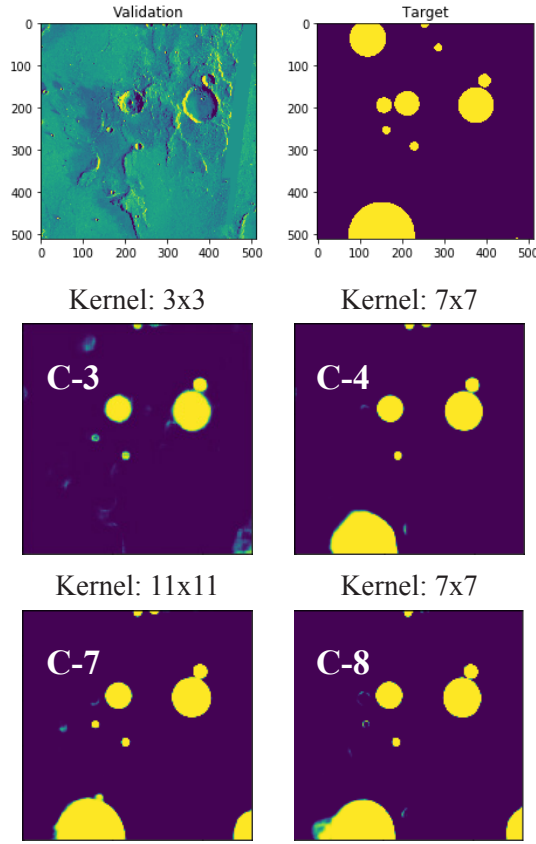 Validation
Target
0
100
200
300
400
500
0 100 200 300 400 500
0
100
200
300
400
500
0 100 200 300 400 500
Kernel: 3x3
Kernel: 7x7
C-3
C-4
Kernel: 11x11
Kernel: 7x7
C-7
C-8